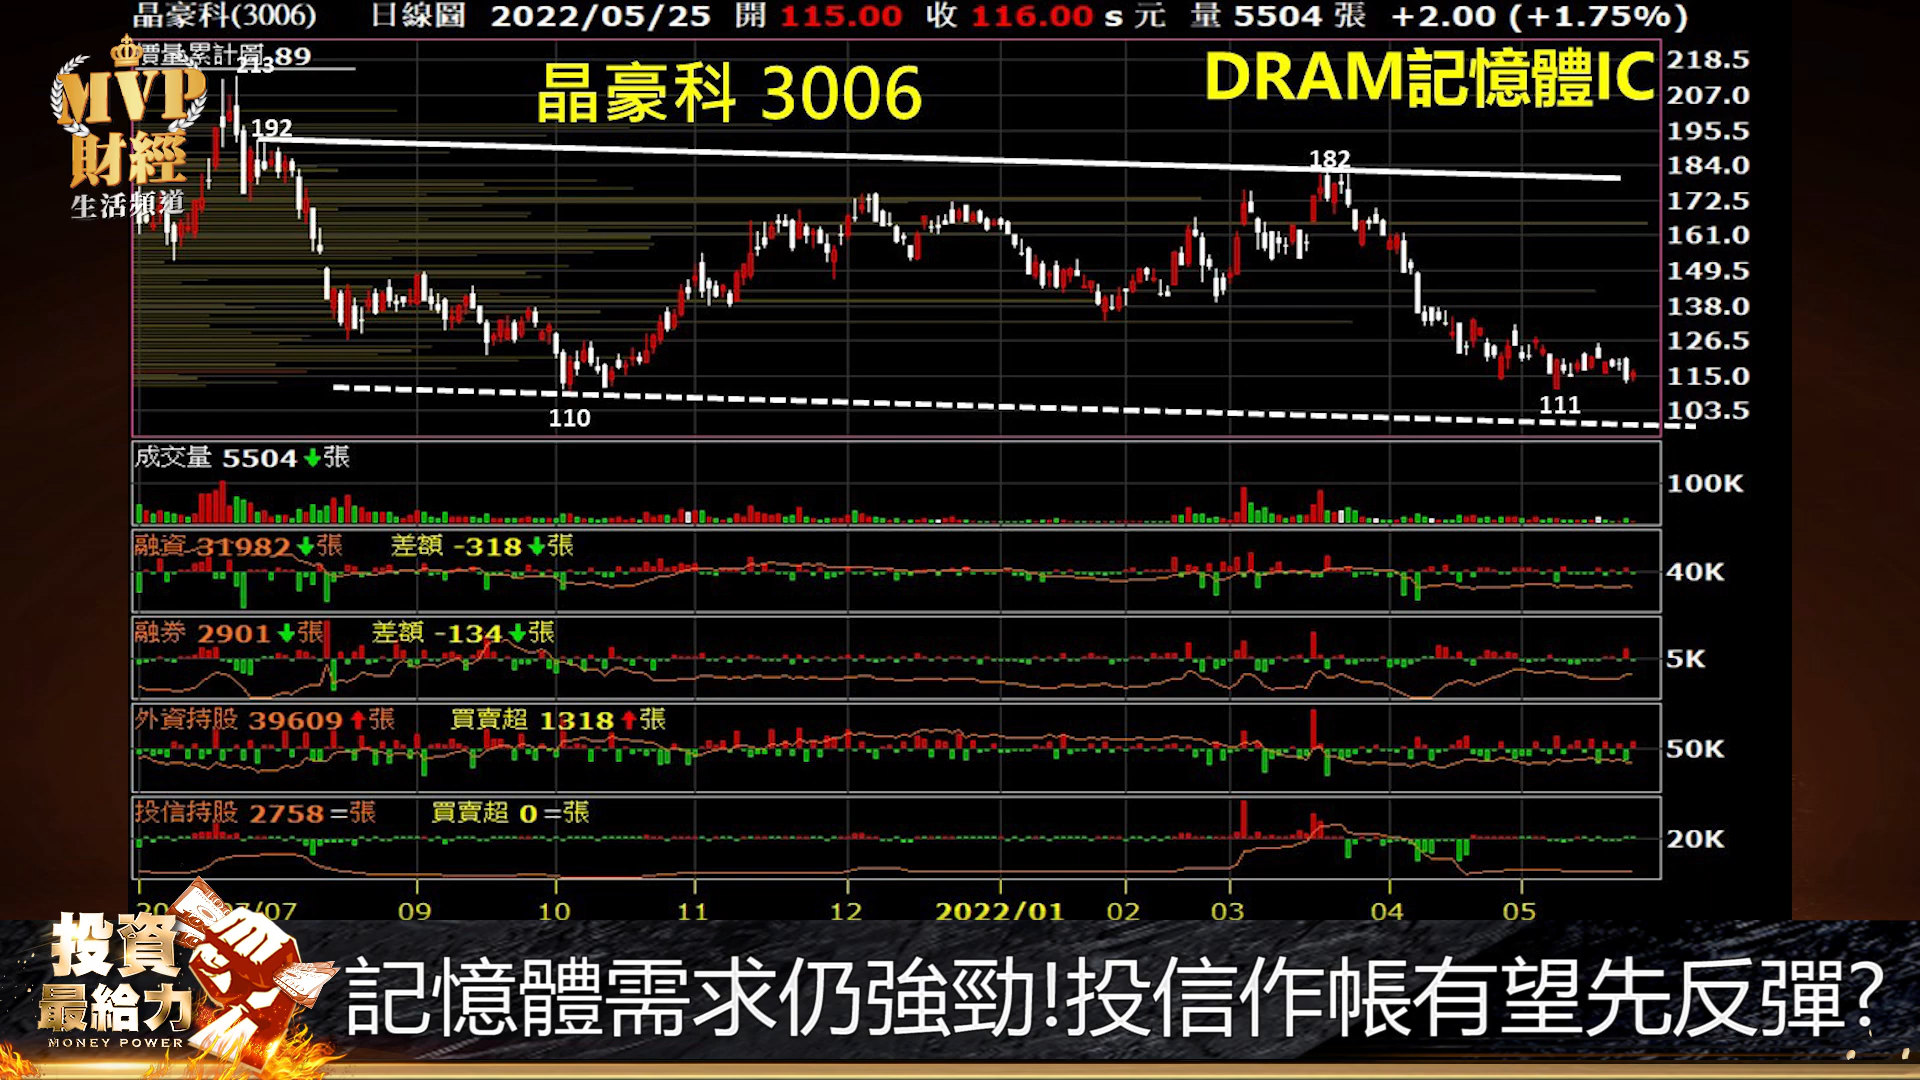 晶豪科(3006) 日線圖 2022/05/25 開 115.00 收 116.00 s 元 量 5504 張 +2.00 (+1.75%)
價量累計圖 89
213
MVP
財經
生活頻道
192
晶豪科 3006
DRAM記憶體IC
182
110
111
218.5
207.0
195.5
184.0
172.5
161.0
149.5
138.0
126.5
115.0
103.5
成交量 5504 張
100K
融資 31982 張 差額 -318 張
40K
融券 2901 張 差額 -134 張
5K
外資持股 39609 張 買賣超 1318 張
50K
投信持股 2758 =張 買賣超 0 =張
20K
/07 09 10 11 12 2022/01 02 03 04 05
投資
最給力
MONEY POWER
記憶體需求仍強勁!投信作帳有望先反彈?